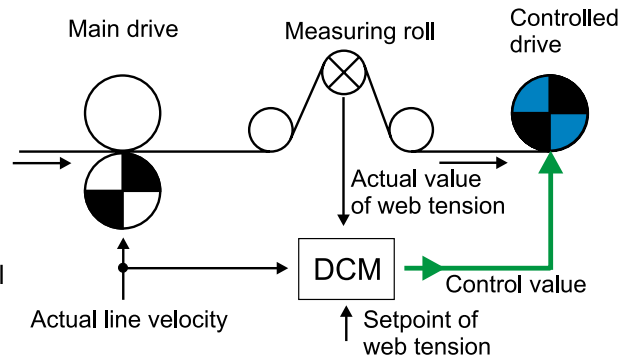 Main drive
Measuring roll
Controlled
drive
Actual value
of web tension
DCM
l
Control value
Actual line velocity
Setpoint of
web tension